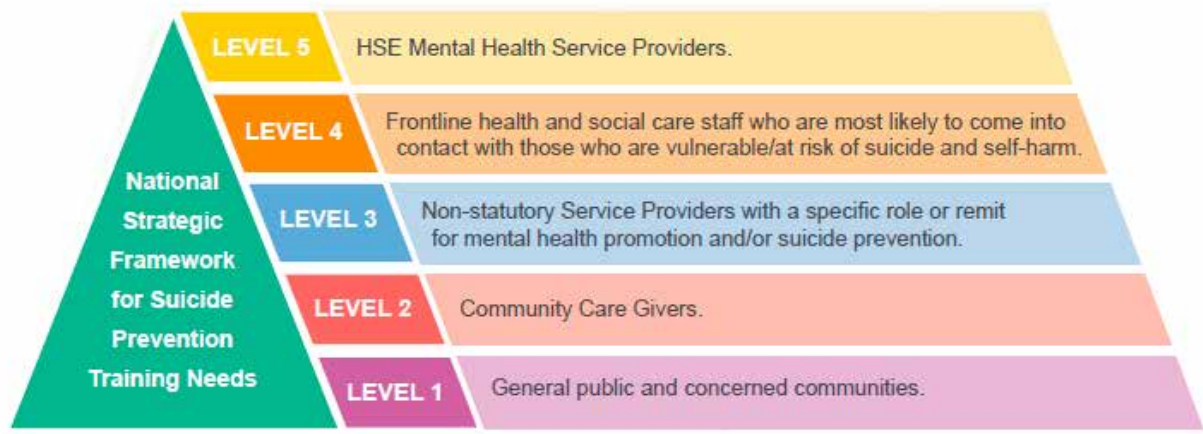 LEVEL 5
HSE Mental Health Service Providers.
LEVEL 4
Frontline health and social care staff who are most likely to come into
contact with those who are vulnerable/at risk of suicide and self-harm.
LEVEL 3
Non-statutory Service Providers with a specific role or remit
for mental health promotion and/or suicide prevention.
LEVEL 2
Community Care Givers.
LEVEL 1
General public and concerned communities.
National
Strategic
Framework
for Suicide
Prevention
Training Needs